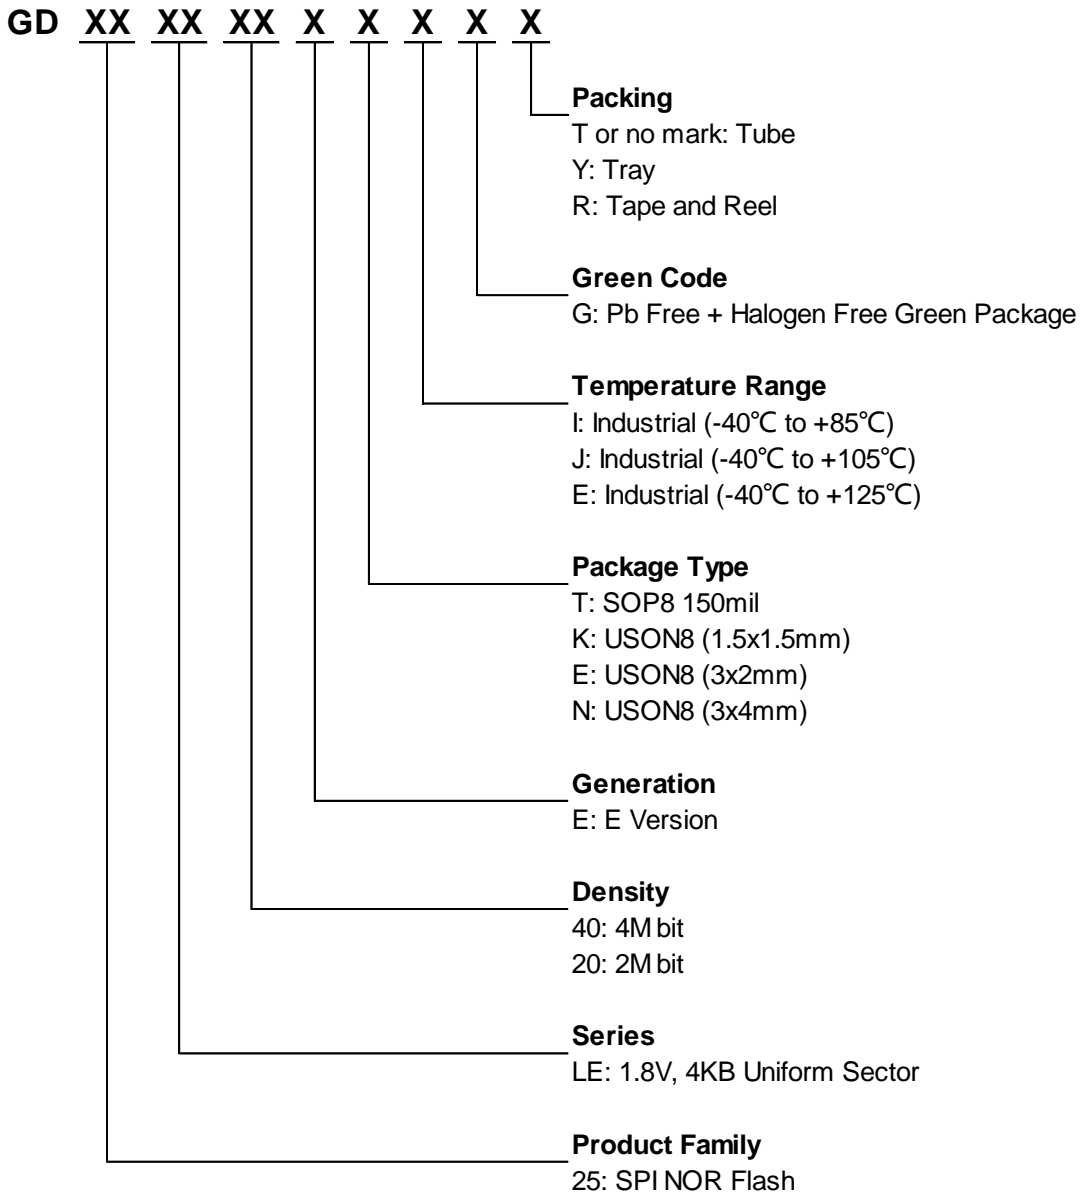 GD XX XX XX X X X X X
Packing
T or no mark: Tube
Y: Tray
R: Tape and Reel
Green Code
G: Pb Free + Halogen Free Green Package
Temperature Range
I: Industrial (-40℃ to +85℃)
J: Industrial (-40℃ to +105℃)
E: Industrial (-40℃ to +125℃)
Package Type
T: SOP8 150mil
K: USON8 (1.5x1.5mm)
E: USON8 (3x2mm)
N: USON8 (3x4mm)
Generation
E: E Version
Density
40: 4M bit
20: 2M bit
Series
LE: 1.8V, 4KB Uniform Sector
Product Family
25: SPI NOR Flash